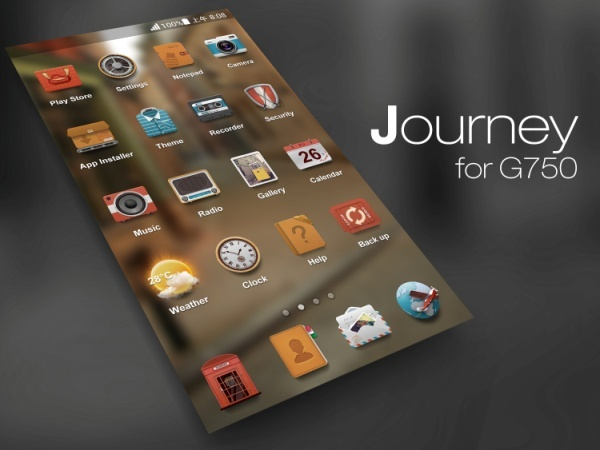 100% 上午 8:08
Play Store
Settings
Notepad
Camera
App Installer
Theme
Recorder
Security
Music
Radio
Gallery
Calendar
26
28°C
Weather
Clock
Help
?
Back up
Journey
for G750